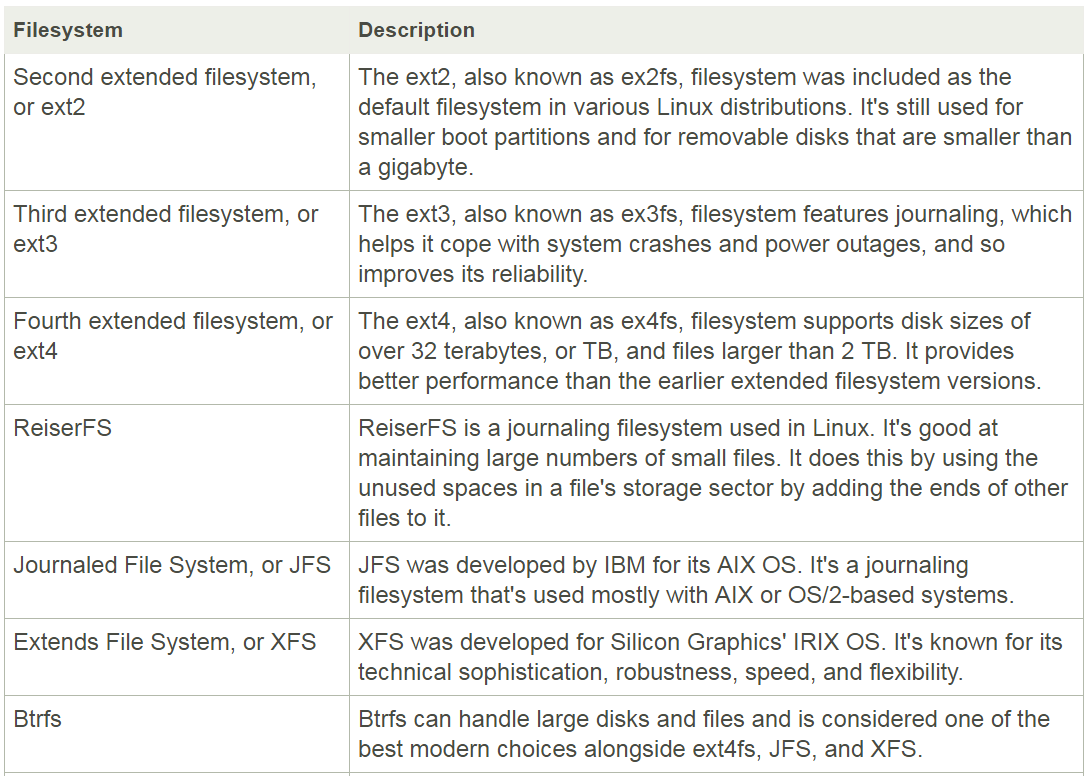 Filesystem Description
Second extended filesystem,
or ext2
The ext2, also known as ex2fs, filesystem was included as the
default filesystem in various Linux distributions. It's still used for
smaller boot partitions and for removable disks that are smaller than
a gigabyte.
Third extended filesystem, or
ext3
The ext3, also known as ex3fs, filesystem features journaling, which
helps it cope with system crashes and power outages, and so
improves its reliability.
Fourth extended filesystem, or
ext4
The ext4, also known as ex4fs, filesystem supports disk sizes of
over 32 terabytes, or TB, and files larger than 2 TB. It provides
better performance than the earlier extended filesystem versions.
ReiserFS
ReiserFS is a journaling filesystem used in Linux. It's good at
maintaining large numbers of small files. It does this by using the
unused spaces in a file's storage sector by adding the ends of other
files to it.
Journaled File System, or JFS
JFS was developed by IBM for its AIX OS. It's a journaling
filesystem that's used mostly with AIX or OS/2-based systems.
Extends File System, or XFS
XFS was developed for Silicon Graphics' IRIX OS. It's known for its
technical sophistication, robustness, speed, and flexibility.
Btrfs
Btrfs can handle large disks and files and is considered one of the
best modern choices alongside ext4fs, JFS, and XFS.